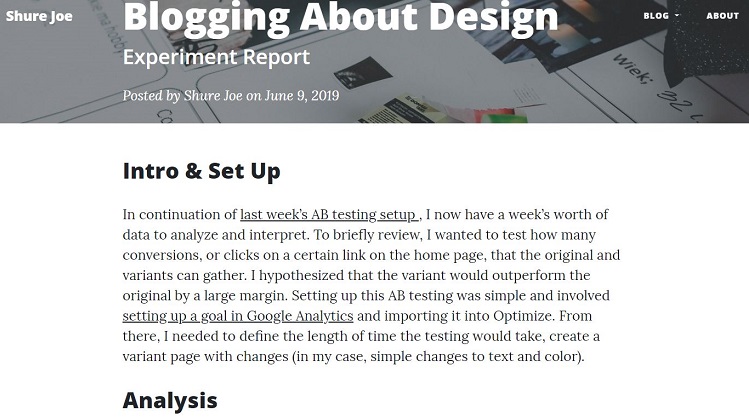 Shure Joe
BLOG
ABOUT
Blogging About Design
Experiment Report
Posted by Shure Joe on June 9, 2019
Wiek:
Intro & Set Up
In continuation of last week's AB testing setup , I now have a week's worth of
data to analyze and interpret. To briefly review, I wanted to test how many
conversions, or clicks on a certain link on the home page, that the original and
variants can gather. I hypothesized that the variant would outperform the
original by a large margin. Setting up this AB testing was simple and involved
setting up a goal in Google Analytics and importing it into Optimize. From
there, I needed to define the length of time the testing would take, create a
variant page with changes (in my case, simple changes to text and color).
Analysis